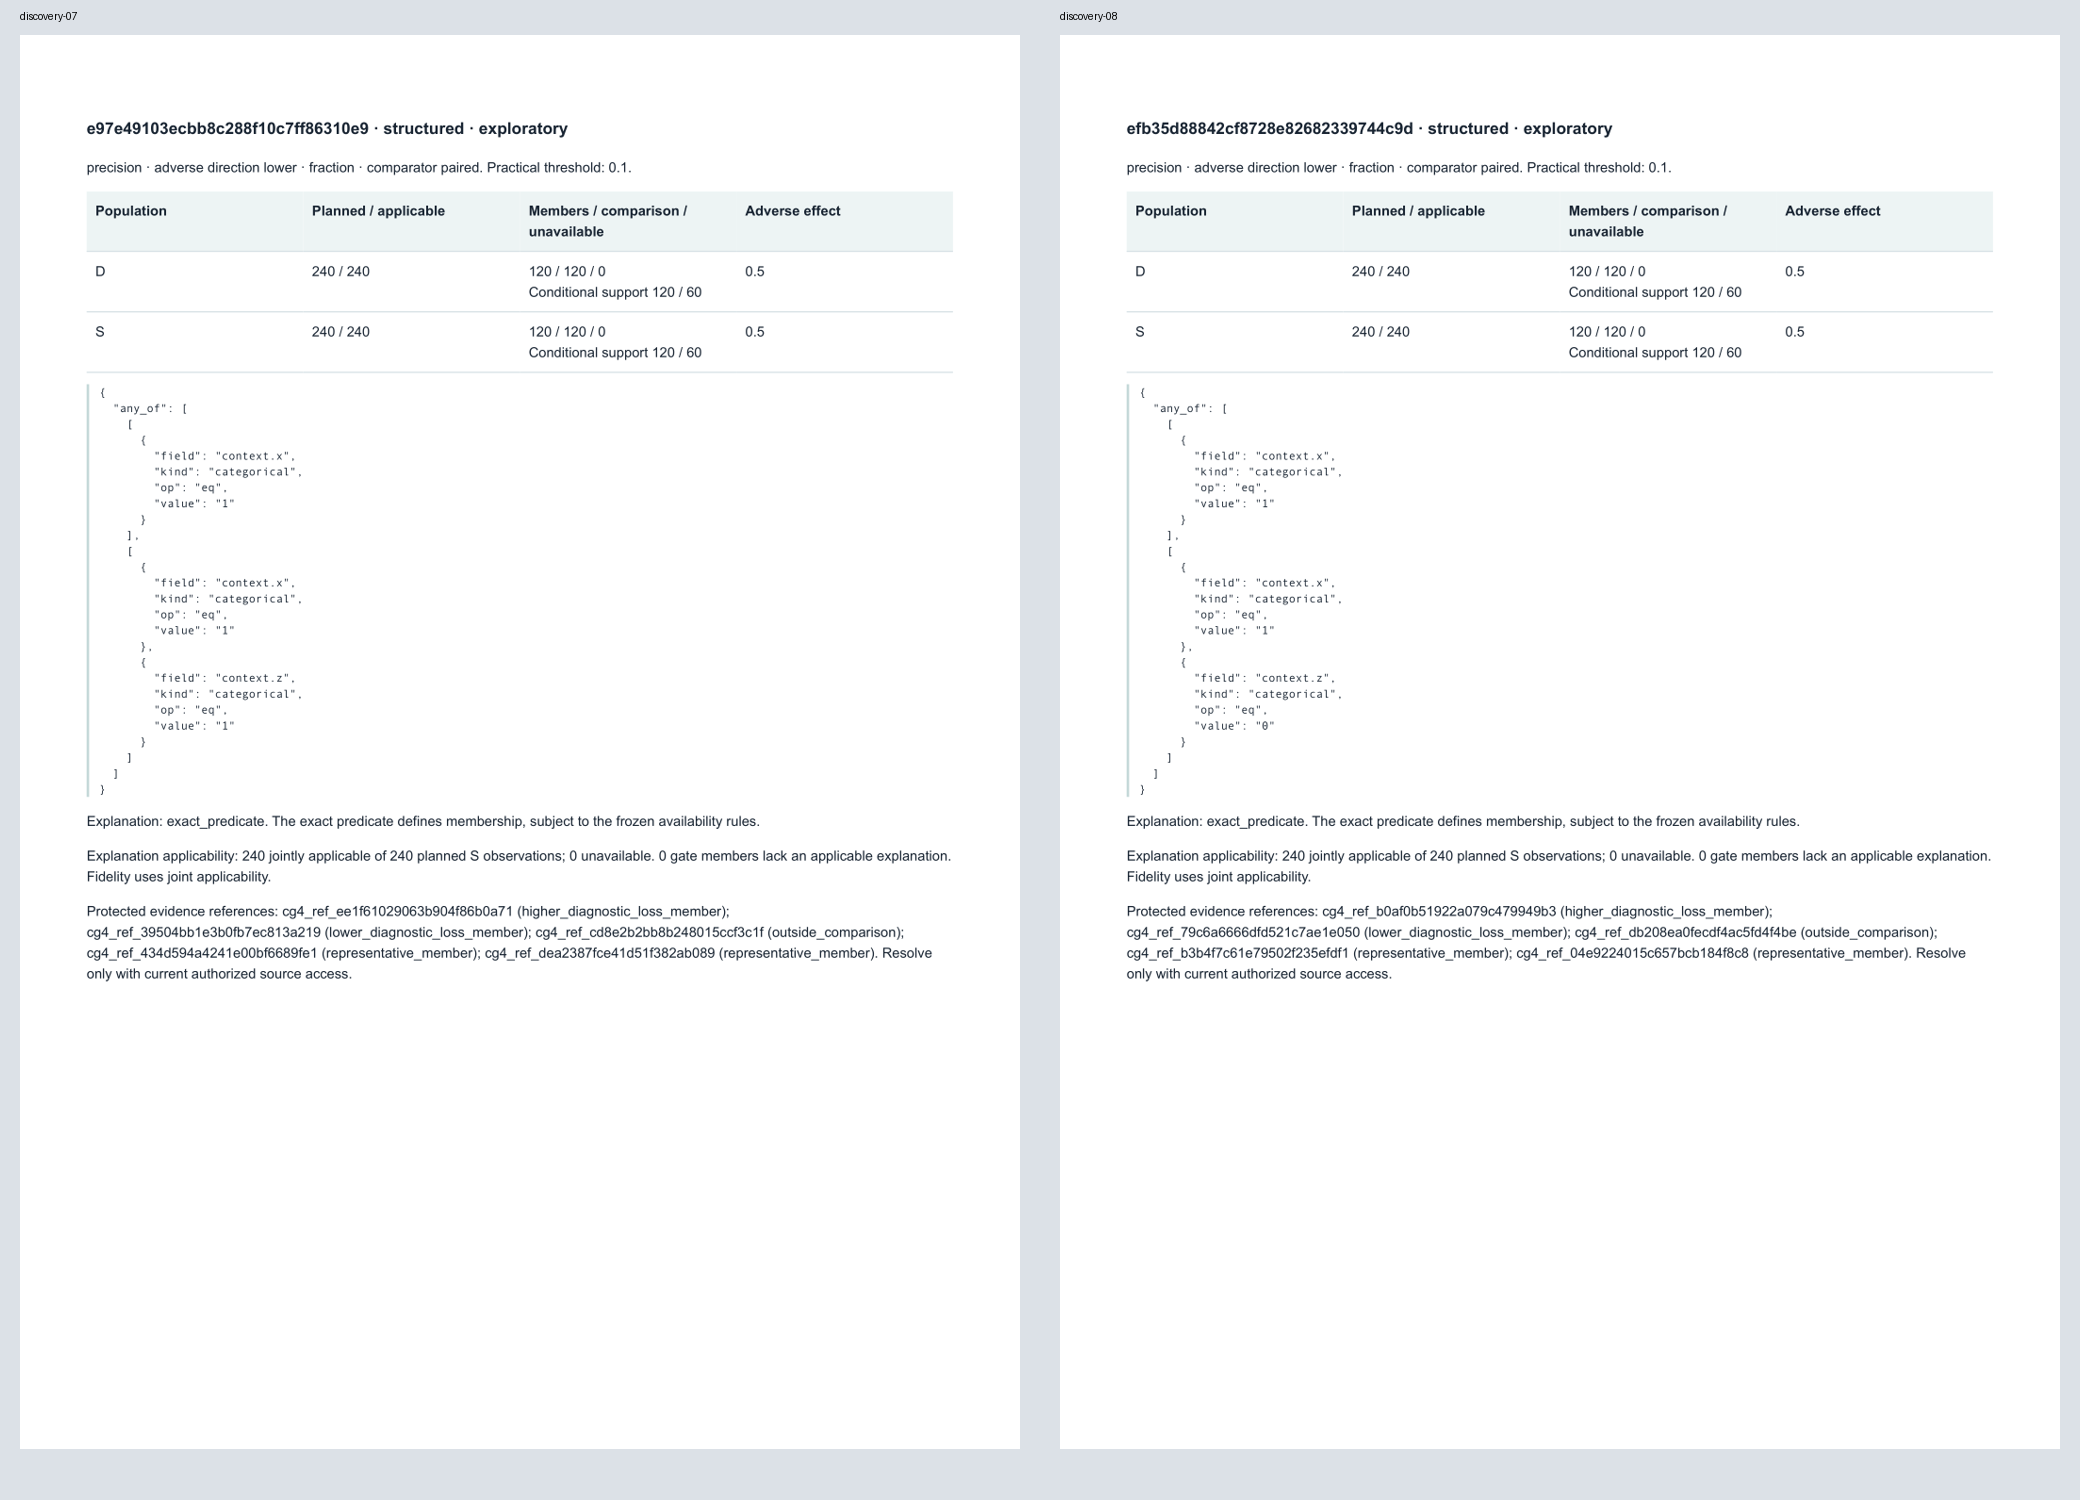 discovery-07
e97e49103ecbb8c288f10c7ff86310e9 · structured · exploratory
precision · adverse direction lower · fraction · comparator paired. Practical threshold: 0.1.
Population Planned / applicable Members / comparison / unavailable Adverse effect
D 240 / 240 120 / 120 / 0 0.5
Conditional support 120 / 60
S 240 / 240 120 / 120 / 0 0.5
Conditional support 120 / 60
{
"any_of": [
[
{
"field": "context.x",
"kind": "categorical",
"op": "eq",
"value": "1"
}
],
[
{
"field": "context.x",
"kind": "categorical",
"op": "eq",
"value": "1"
},
{
"field": "context.z",
"kind": "categorical",
"op": "eq",
"value": "1"
}
]
]
}
Explanation: exact_predicate. The exact predicate defines membership, subject to the frozen availability rules.
Explanation applicability: 240 jointly applicable of 240 planned S observations; 0 unavailable. 0 gate members lack an applicable explanation.
Fidelity uses joint applicability.
Protected evidence references: cg4_ref_ee1f61029063b904f86b0a71 (higher_diagnostic_loss_member);
cg4_ref_39504bb1e3b0fb7ec813a219 (lower_diagnostic_loss_member); cg4_ref_cd8e2b2bb8b248015ccf3c1f (outside_comparison);
cg4_ref_434d594a4241e00bf6689fe1 (representative_member); cg4_ref_dea2387fce41d51f382ab089 (representative_member). Resolve
only with current authorized source access.
discovery-08
efb35d88842cf8728e82682339744c9d · structured · exploratory
precision · adverse direction lower · fraction · comparator paired. Practical threshold: 0.1.
Population Planned / applicable Members / comparison / unavailable Adverse effect
D 240 / 240 120 / 120 / 0 0.5
Conditional support 120 / 60
S 240 / 240 120 / 120 / 0 0.5
Conditional support 120 / 60
{
"any_of": [
[
{
"field": "context.x",
"kind": "categorical",
"op": "eq",
"value": "1"
}
],
[
{
"field": "context.x",
"kind": "categorical",
"op": "eq",
"value": "1"
},
{
"field": "context.z",
"kind": "categorical",
"op": "eq",
"value": "0"
}
]
]
}
Explanation: exact_predicate. The exact predicate defines membership, subject to the frozen availability rules.
Explanation applicability: 240 jointly applicable of 240 planned S observations; 0 unavailable. 0 gate members lack an applicable explanation.
Fidelity uses joint applicability.
Protected evidence references: cg4_ref_b0af0b51922a079c479949b3 (higher_diagnostic_loss_member);
cg4_ref_79c6a6666dfd521c7ae1e050 (lower_diagnostic_loss_member); cg4_ref_db208ea0fecdf4ac5fd4f4be (outside_comparison);
cg4_ref_b3b4f7c61e79502f235efdf1 (representative_member); cg4_ref_04e9224015c657bcb184f8c8 (representative_member). Resolve
only with current authorized source access.